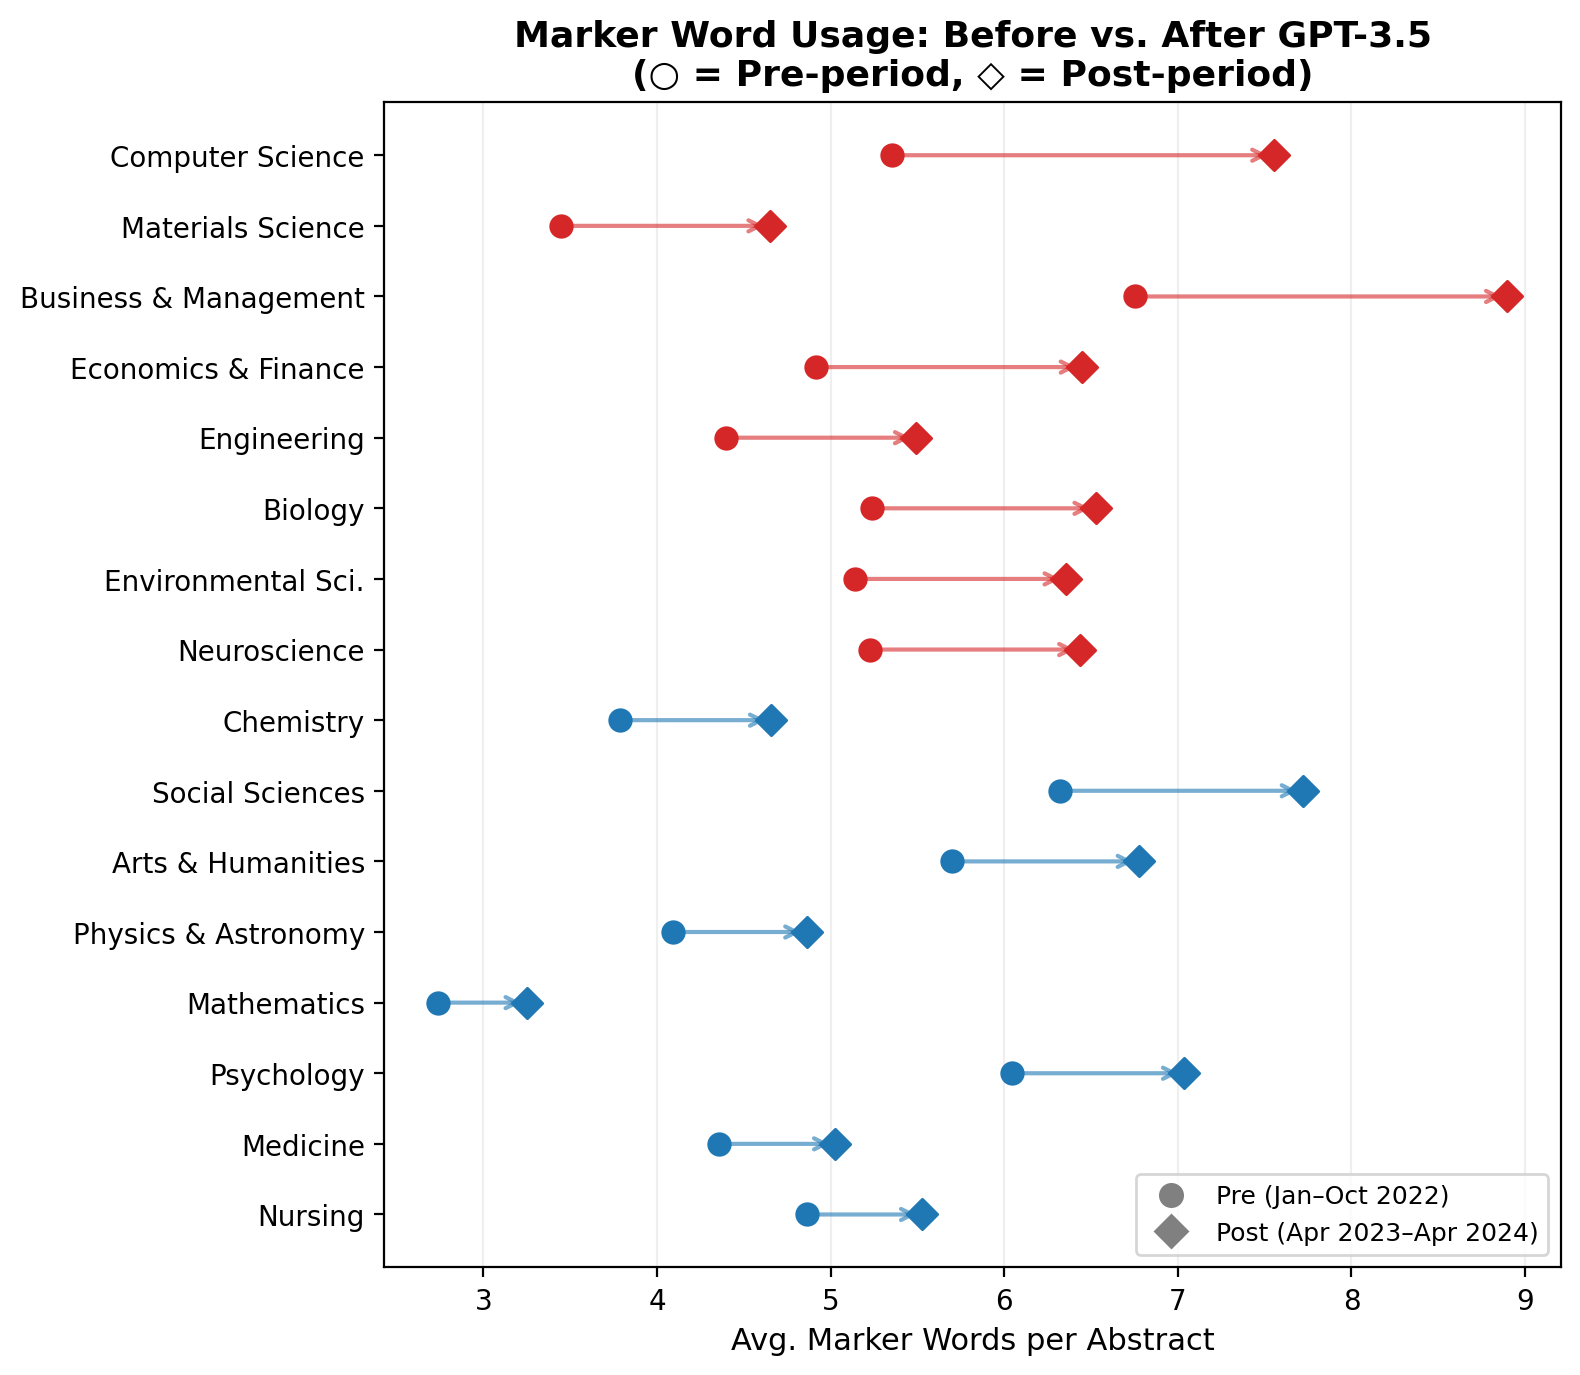 Marker Word Usage: Before vs. After GPT-3.5
(○ = Pre-period, ◇ = Post-period)
Computer Science
Materials Science
Business & Management
Economics & Finance
Engineering
Biology
Environmental Sci.
Neuroscience
Chemistry
Social Sciences
Arts & Humanities
Physics & Astronomy
Mathematics
Psychology
Medicine
Nursing
Pre (Jan–Oct 2022)
Post (Apr 2023–Apr 2024)
3 4 5 6 7 8 9
Avg. Marker Words per Abstract